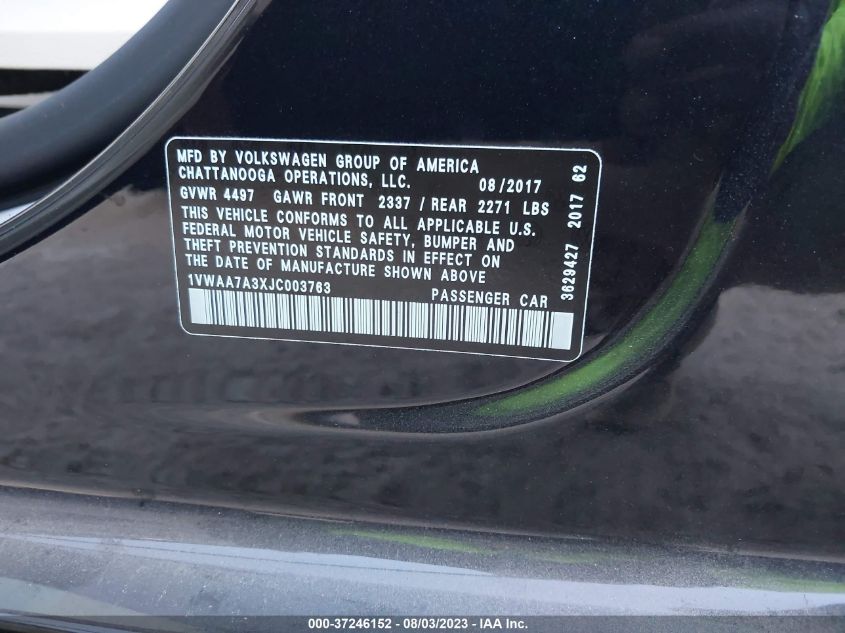 MFD BY VOLKSWAGEN GROUP OF AMERICA
CHATTANOOGA OPERATIONS, LLC. 08/2017
GVWR 4497 GAWR FRONT 2337 / REAR 2271 LBS
THIS VEHICLE CONFORMS TO ALL APPLICABLE U.S.
FEDERAL MOTOR VEHICLE SAFETY, BUMPER AND
THEFT PREVENTION STANDARDS IN EFFECT ON
THE DATE OF MANUFACTURE SHOWN ABOVE
1VWAA7A3XJC003763 PASSENGER CAR
3629427 2017 62
000-37246152 - 08/03/2023 - IAA Inc.